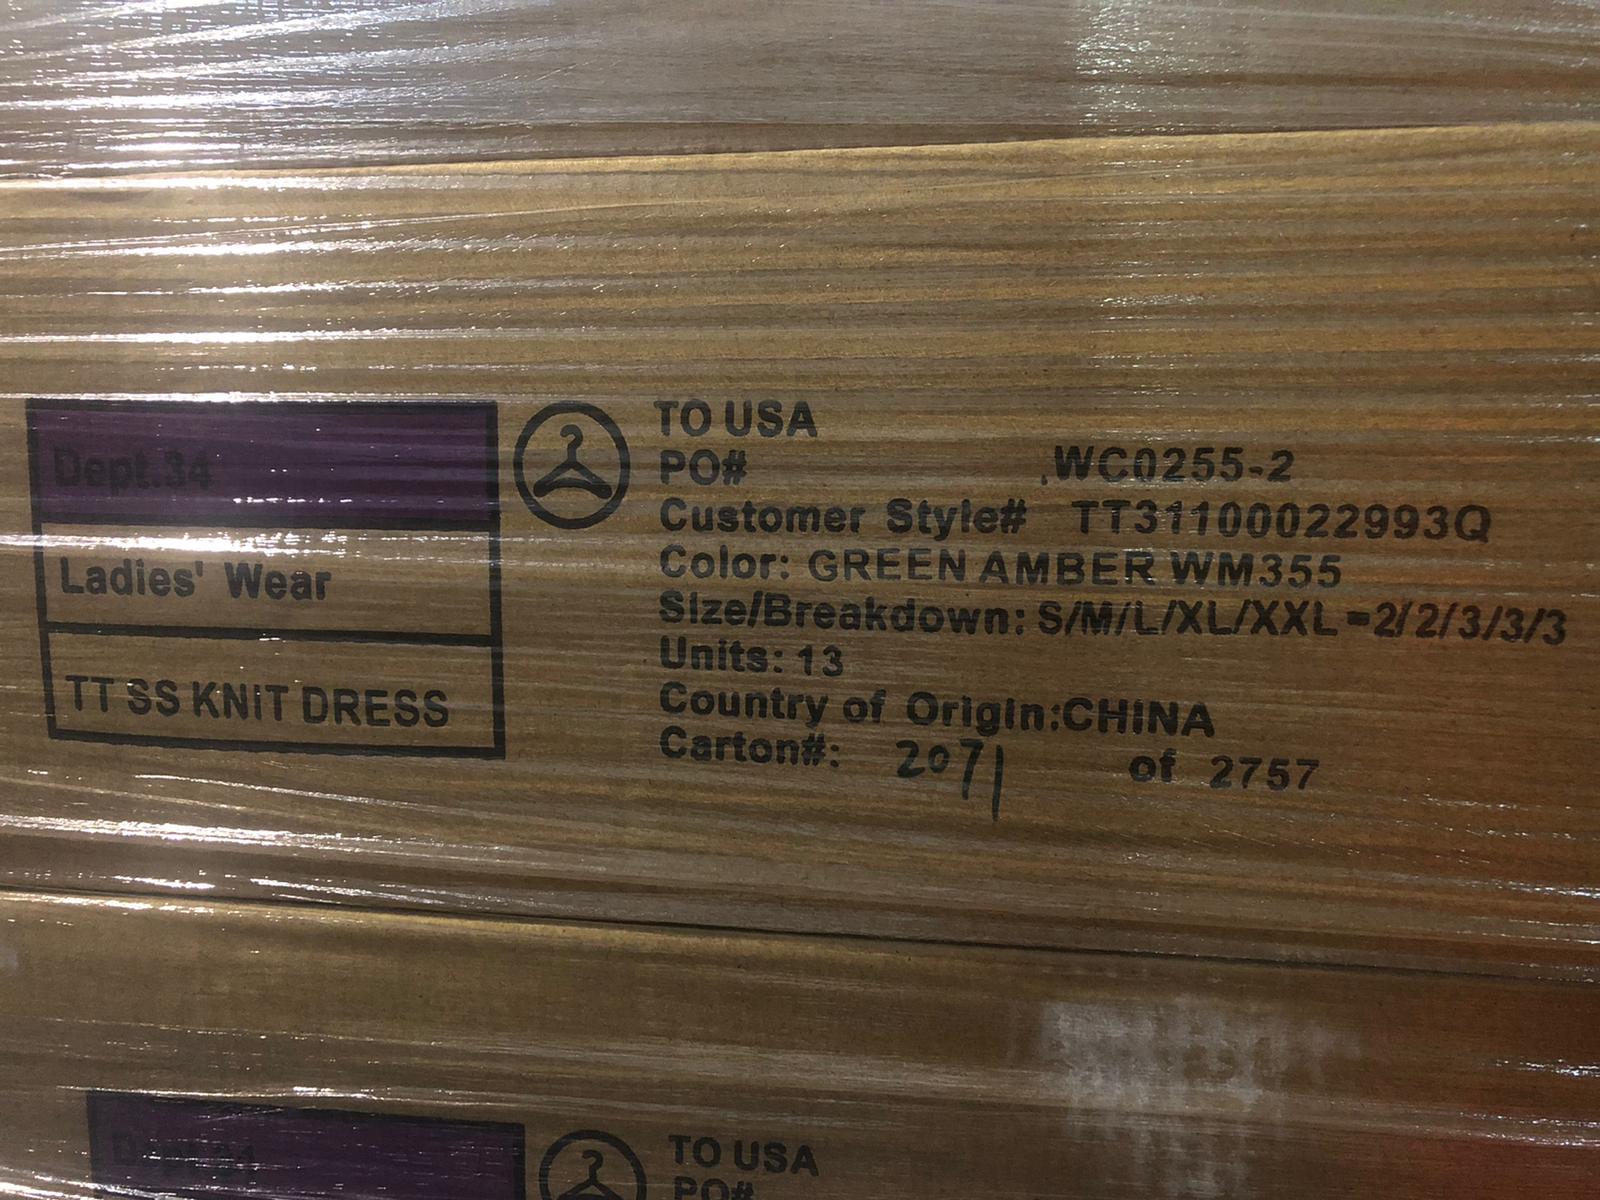 Dept.34
Ladies' Wear
TT SS KNIT DRESS
TO USA
PO# .WC0255-2
Customer Style# TT31100022993Q
Color: GREEN AMBER WM355
Size/Breakdown: S/M/L/XL/XXL=2/2/3/3/3
Units: 13
Country of Origin:CHINA
Carton#: 2071 of 2757
Dept.34
TO USA
PO#